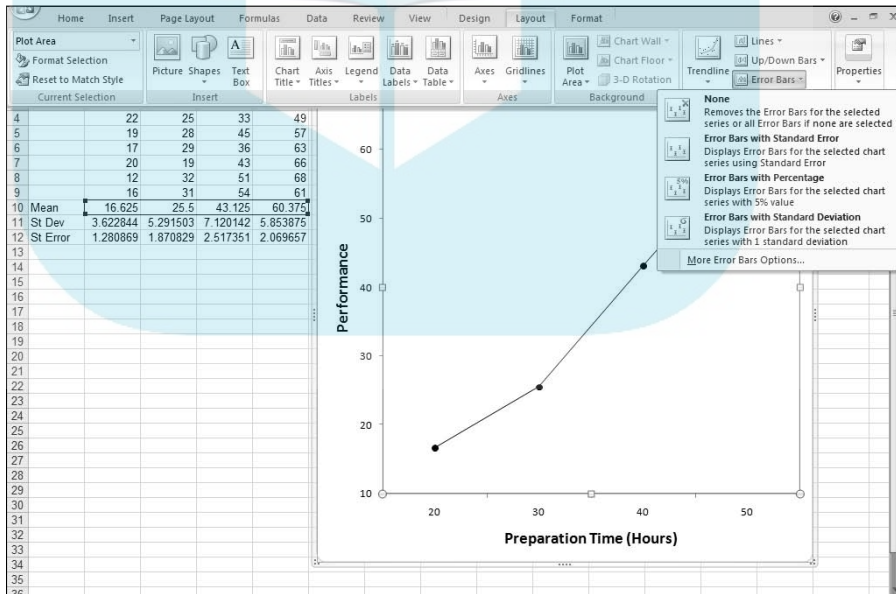 Home Insert Page Layout Formulas Data Review View Design Layout Format
Plot Area
Format Selection
Reset to Match Style
Current Selection
Picture Shapes Text Box
Insert
Chart Title Axis Titles Legend Data Labels Data Table
Labels
Axes Gridlines
Axes
Plot Area
Chart Wall
Chart Floor
3-D Rotation
Background
Trendline
Lines
Up/Down Bars
Error Bars
Properties
None
Removes the Error Bars for the selected
series or all Error Bars if none are selected
Error Bars with Standard Error
Displays Error Bars for the selected chart
series using Standard Error
5%
Error Bars with Percentage
Displays Error Bars for the selected chart
series with 5% value
Error Bars with Standard Deviation
Displays Error Bars for the selected chart
series with 1 standard deviation
More Error Bars Options...
4 22 25 33 49
5 19 28 45 57
6 17 29 36 63
7 20 19 43 66
8 12 32 51 68
9 16 31 54 61
10 Mean 16.625 25.5 43.125 60.375
11 St Dev 3.622844 5.291503 7.120142 5.853875
12 St Error 1.280869 1.870829 2.517351 2.069657
13
14
15
16
17
18
19
20
21
22
23
24
25
26
27
28
29
30
31
32
33
34
35
36
60
50
40
30
20
10
Performance
20 30 40 50
Preparation Time (Hours)